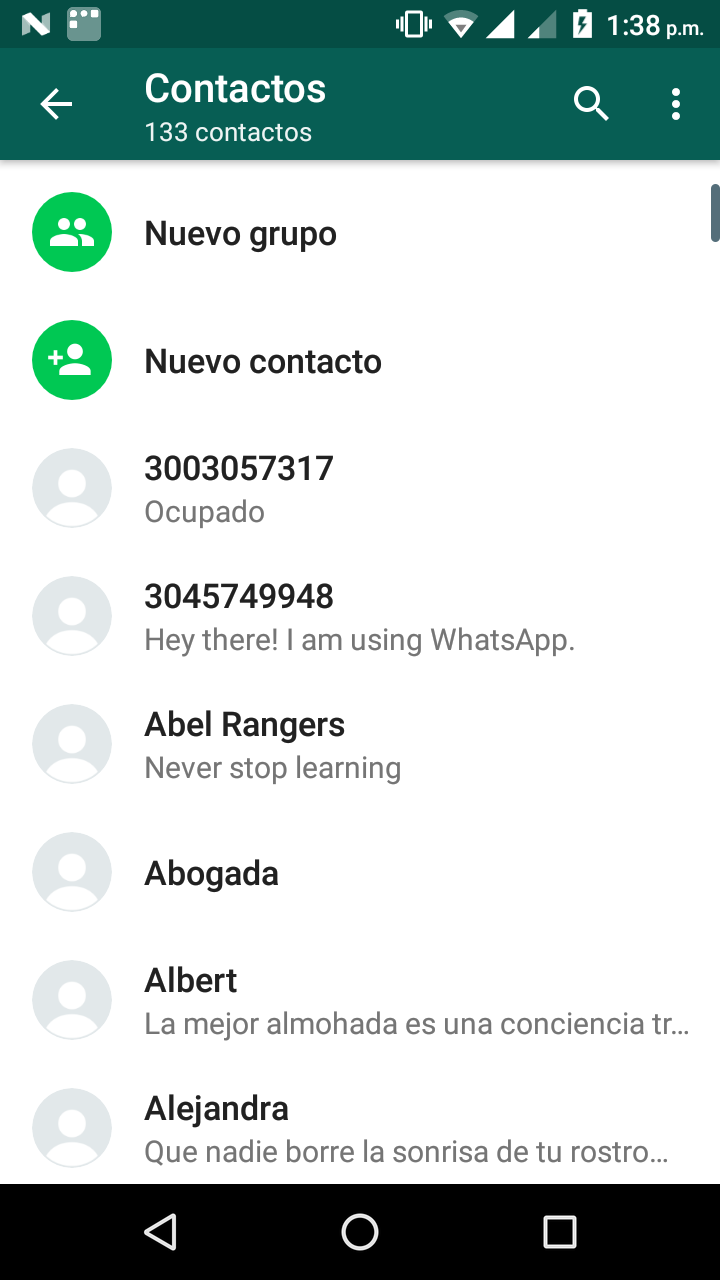 1:38 p.m.
Contactos
133 contactos
Nuevo grupo
Nuevo contacto
3003057317
Ocupado
3045749948
Hey there! I am using WhatsApp.
Abel Rangers
Never stop learning
Abogada
Albert
La mejor almohada es una conciencia tr...
Alejandra
Que nadie borre la sonrisa de tu rostro...